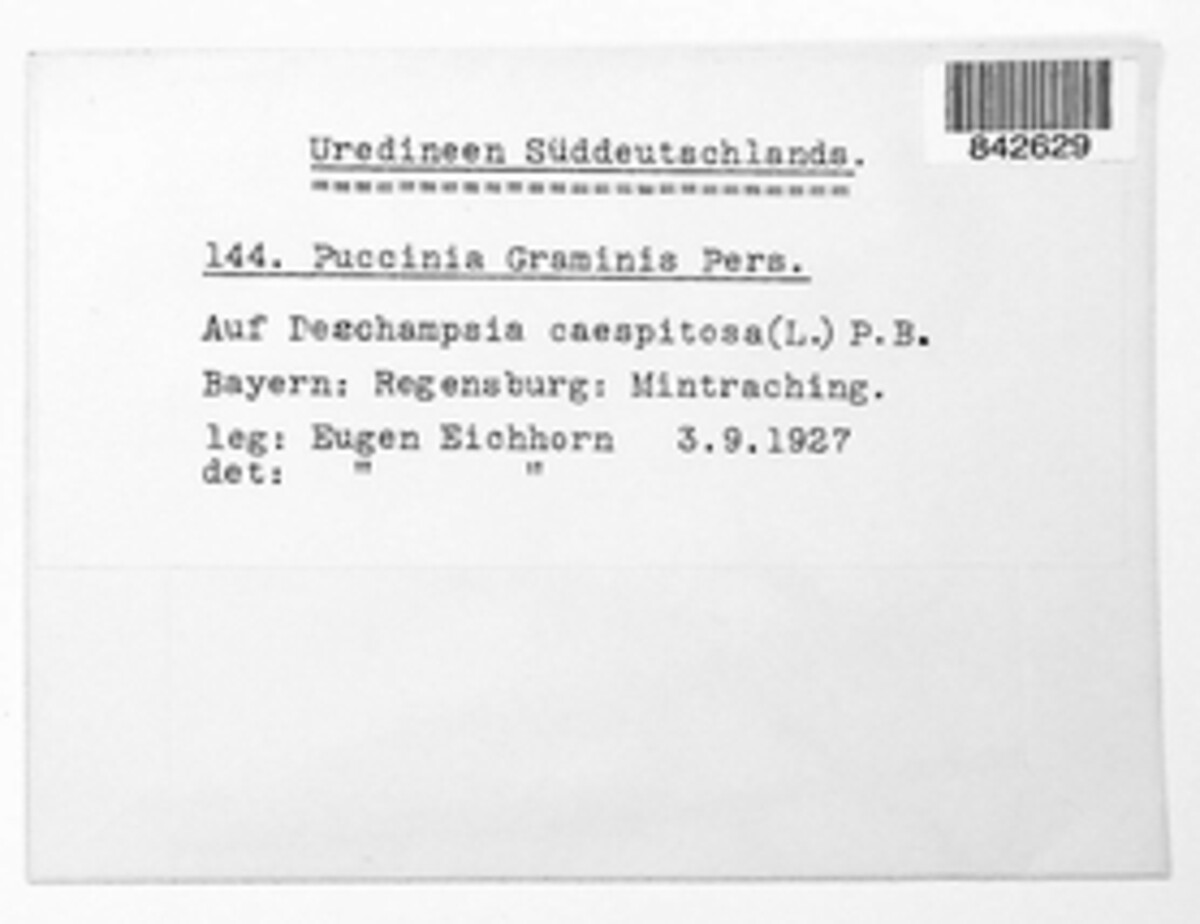 842629
Uredineen Süddeutschlands.
144. Puccinia Graminis Pers.
Auf Deschampsia caespitosa(L.) P.B.
Bayern: Regensburg: Mintraching.
leg: Eugen Eichhorn 3.9.1927
det: " "